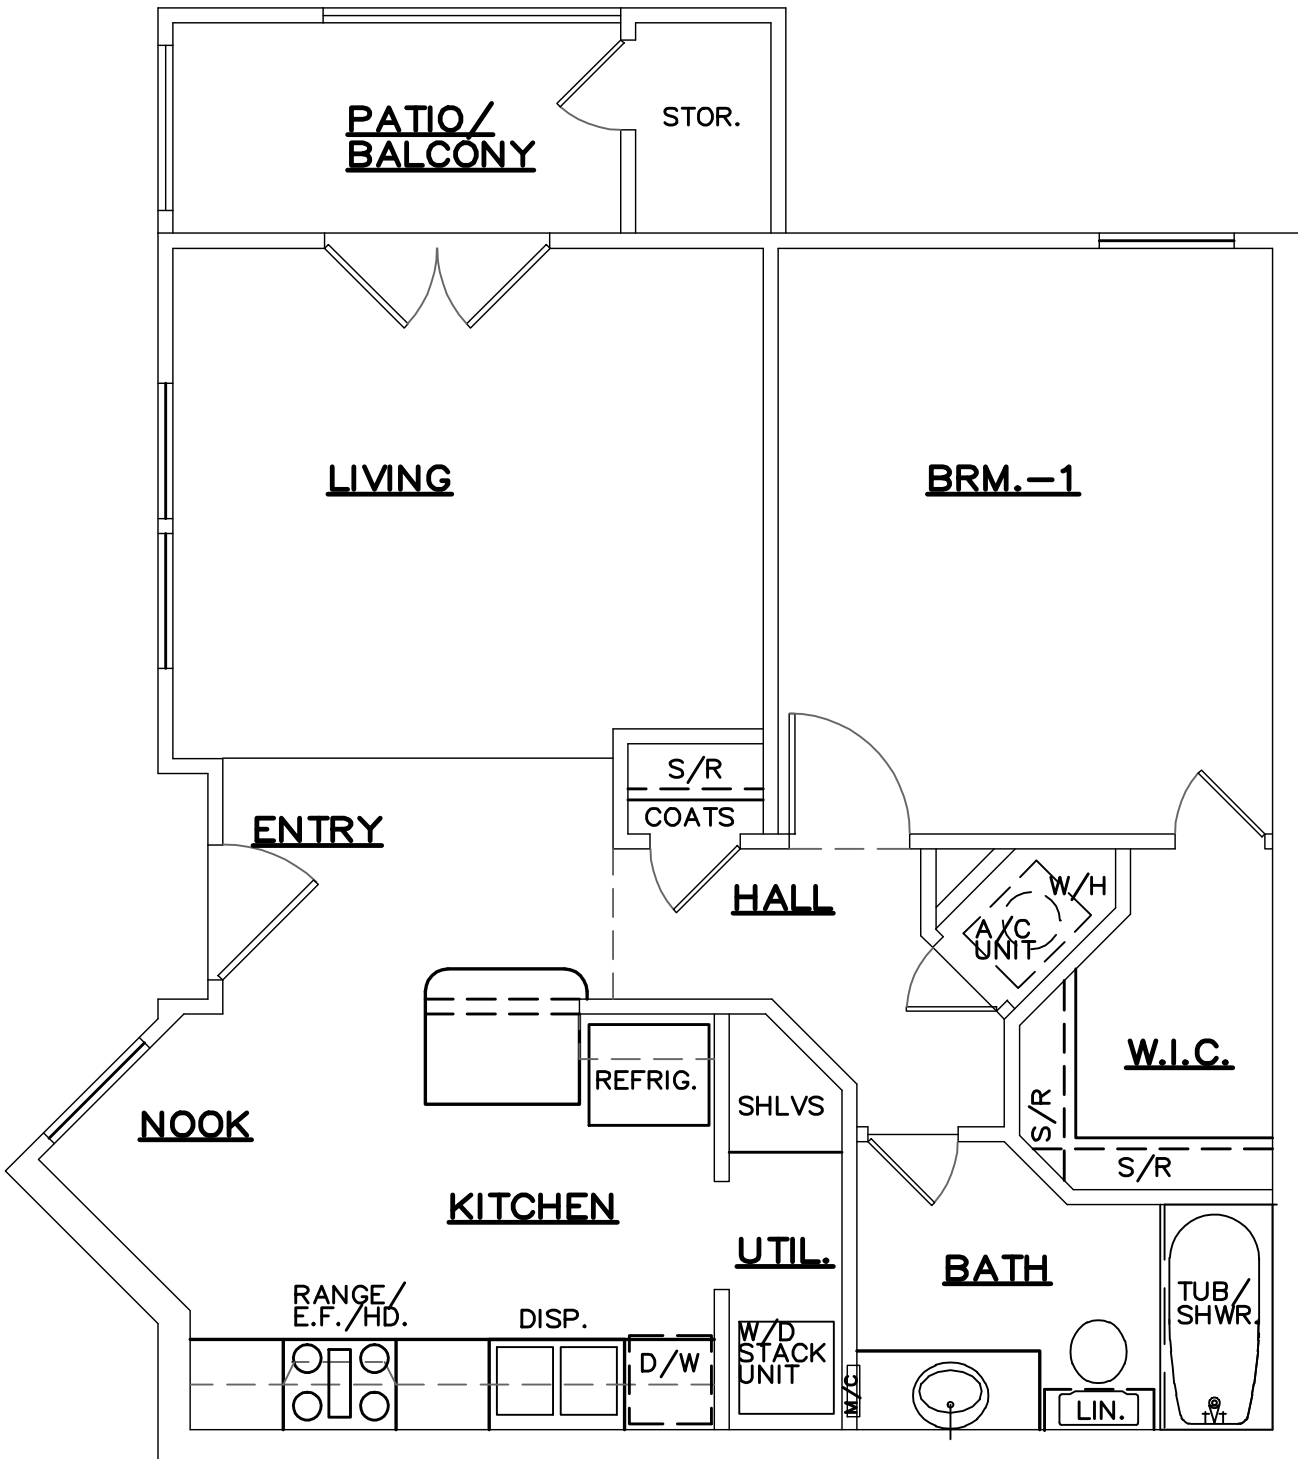 PATIO/
BALCONY
STOR.
LIVING
BRM.-1
S/R
COATS
ENTRY
HALL
W/H
A/C
UNIT
W.I.C.
S/R
S/R
NOOK
REFRIG.
SHLVS
KITCHEN
UTIL.
BATH
RANGE/
E.F./HD.
DISP.
D/W
W/D
STACK
UNIT
M/C
LIN.
TUB/
SHWR.